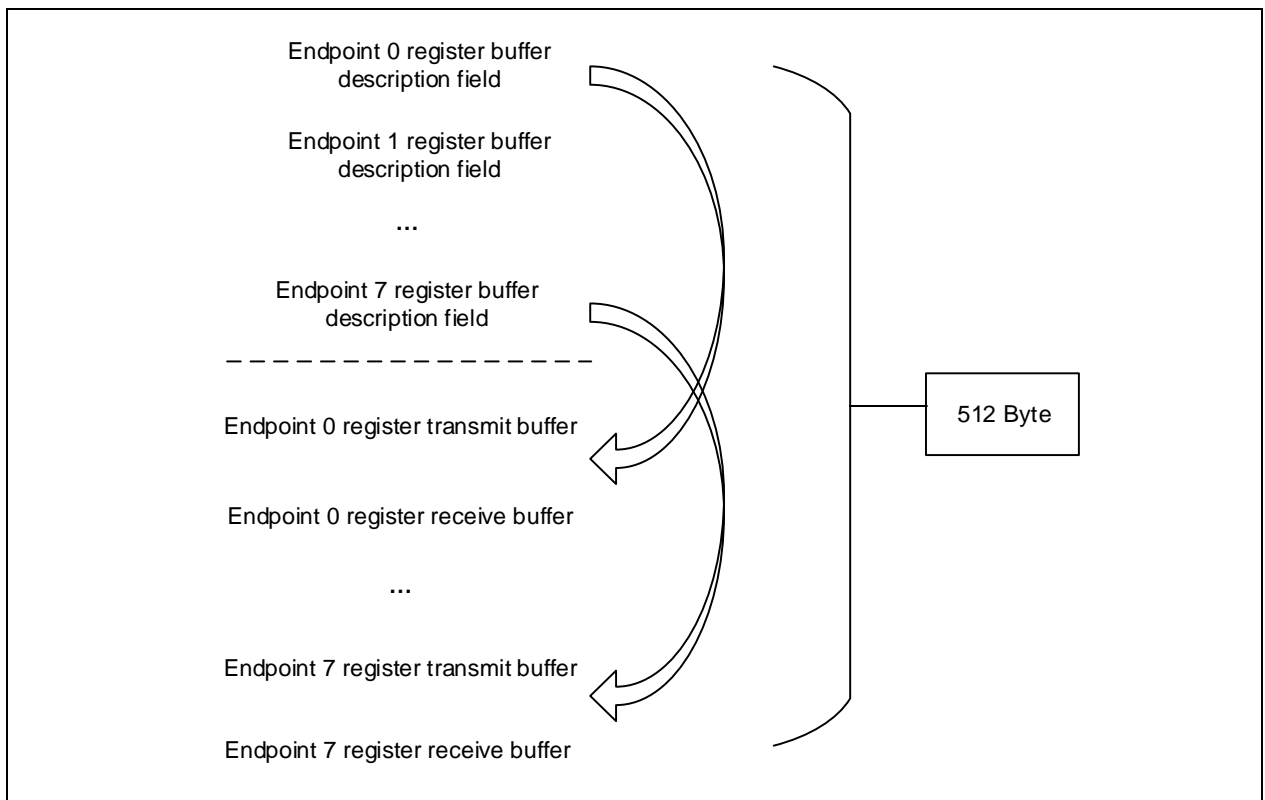 Endpoint 0 register buffer
description field
Endpoint 1 register buffer
description field
...
Endpoint 7 register buffer
description field
Endpoint 0 register transmit buffer
512 Byte
Endpoint 0 register receive buffer
...
Endpoint 7 register transmit buffer
Endpoint 7 register receive buffer